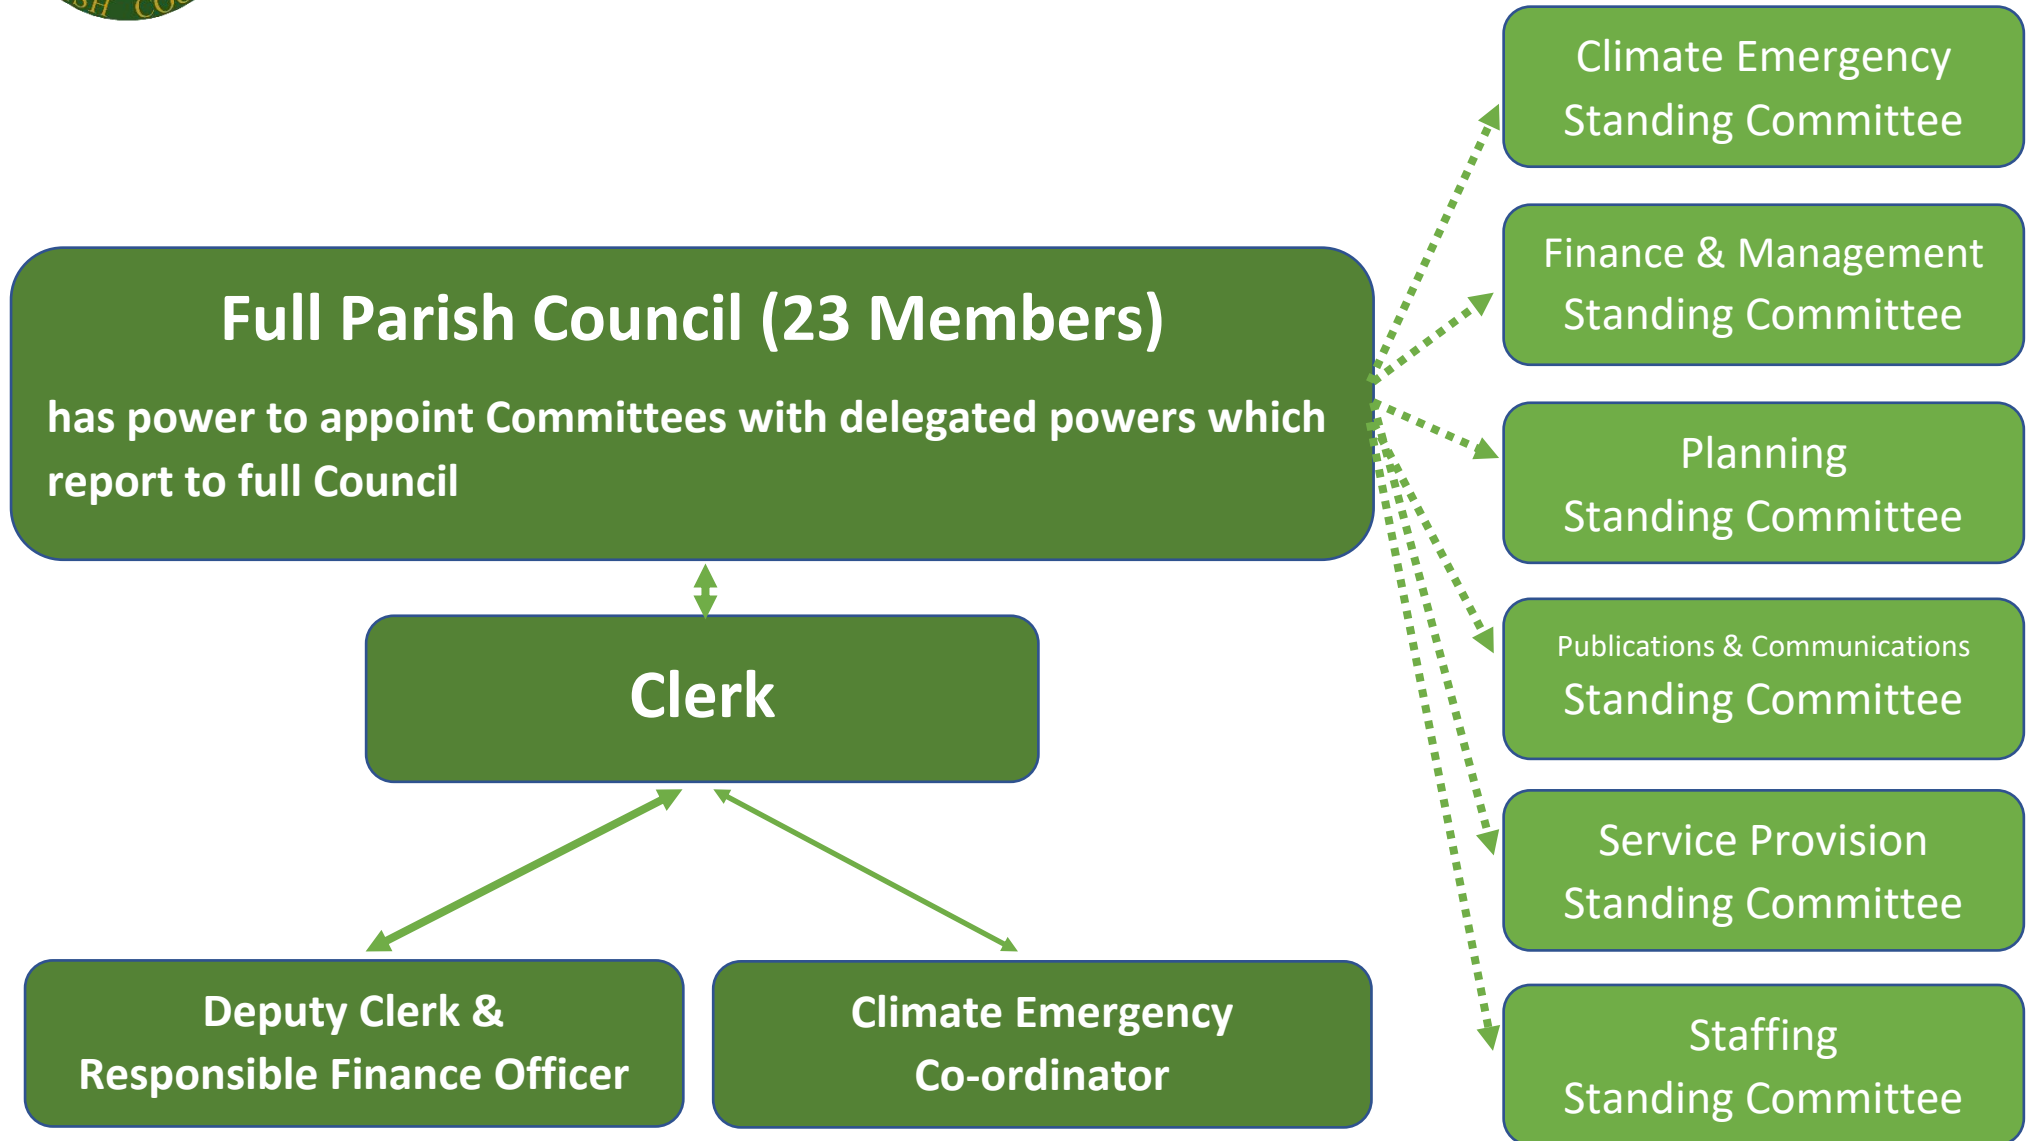 SH COU
Full Parish Council (23 Members)
has power to appoint Committees with delegated powers which
report to full Council
Clerk
Deputy Clerk &
Responsible Finance Officer
Climate Emergency
Co-ordinator
Climate Emergency
Standing Committee
Finance & Management
Standing Committee
Planning
Standing Committee
Publications & Communications
Standing Committee
Service Provision
Standing Committee
Staffing
Standing Committee